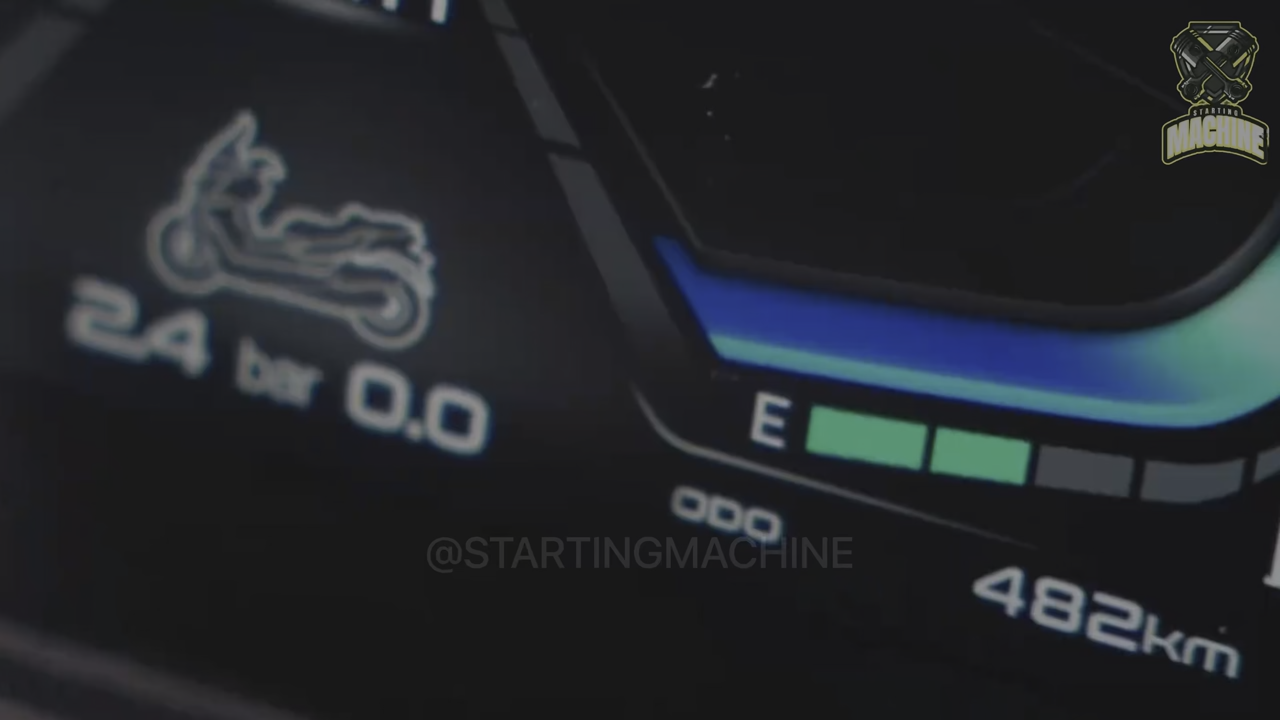 STARTING
MACHINE
2.4 bar 0.0
E
ODO
@STARTINGMACHINE
482km